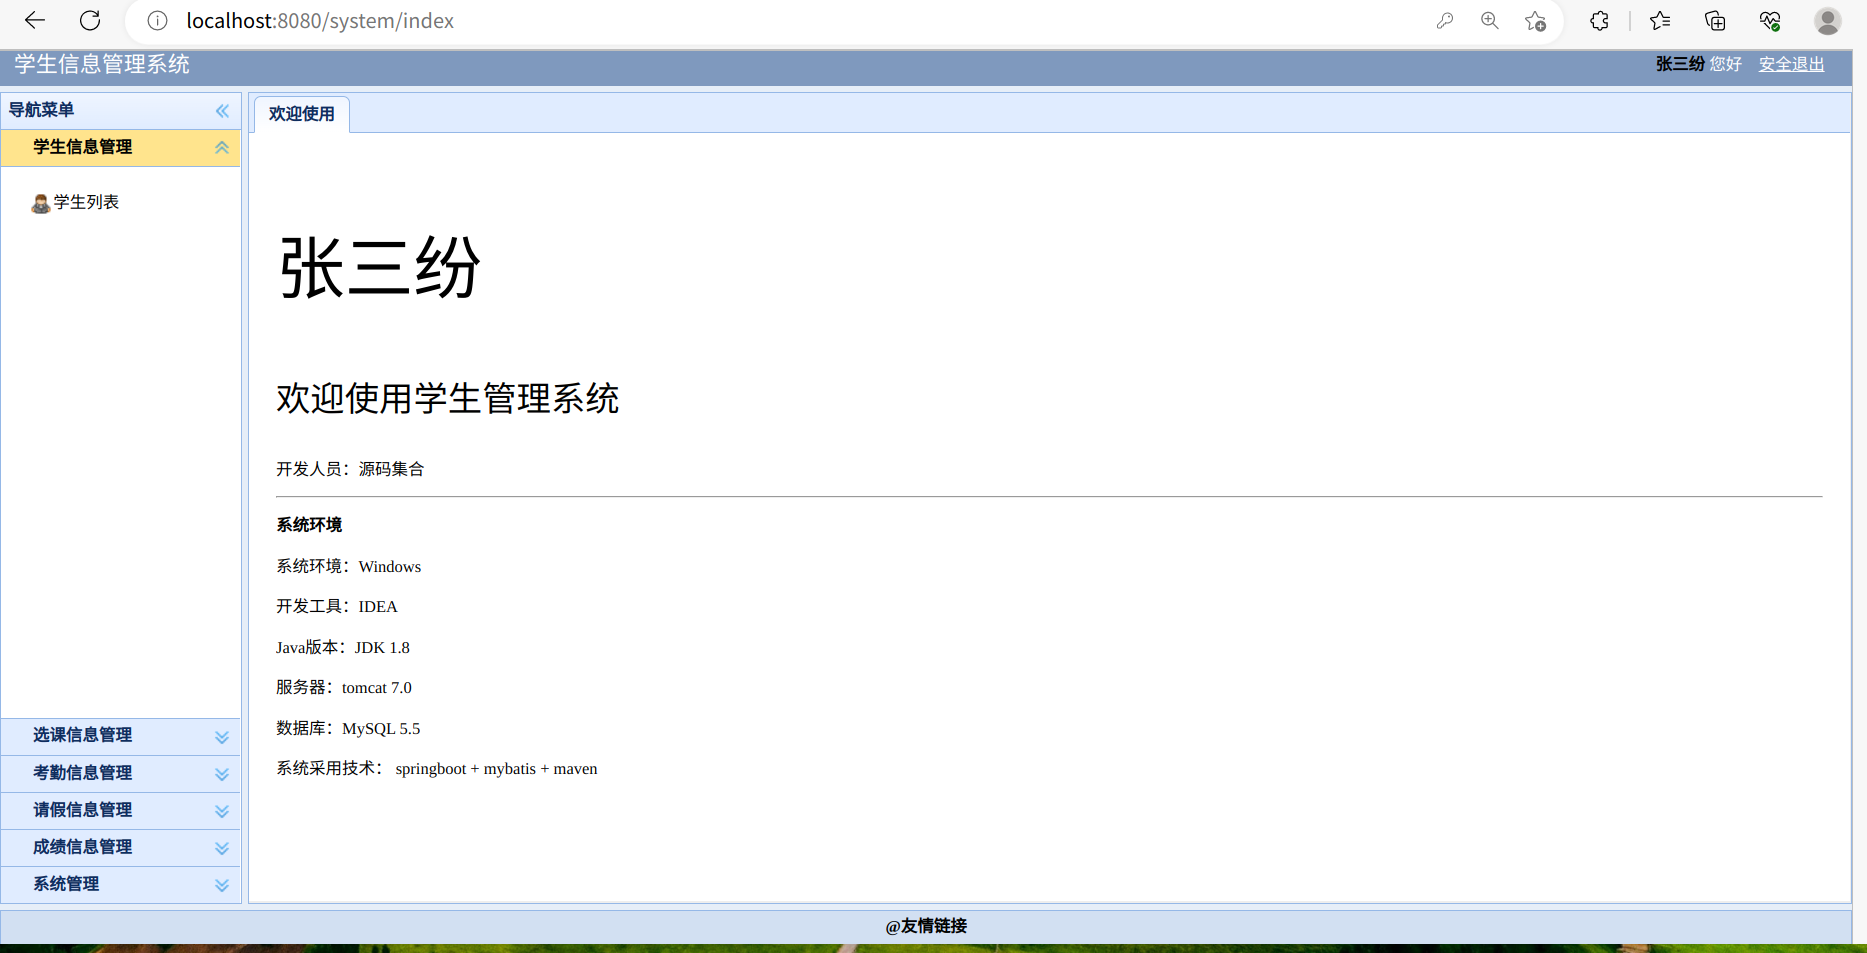 localhost:8080/system/index
学生信息管理系统
张三纷 您好 安全退出
导航菜单
学生信息管理
学生列表
选课信息管理
考勤信息管理
请假信息管理
成绩信息管理
系统管理
欢迎使用
张三纷
欢迎使用学生管理系统
开发人员：源码集合
系统环境
系统环境：Windows
开发工具：IDEA
Java版本：JDK 1.8
服务器：tomcat 7.0
数据库：MySQL 5.5
系统采用技术： springboot + mybatis + maven
@友情链接